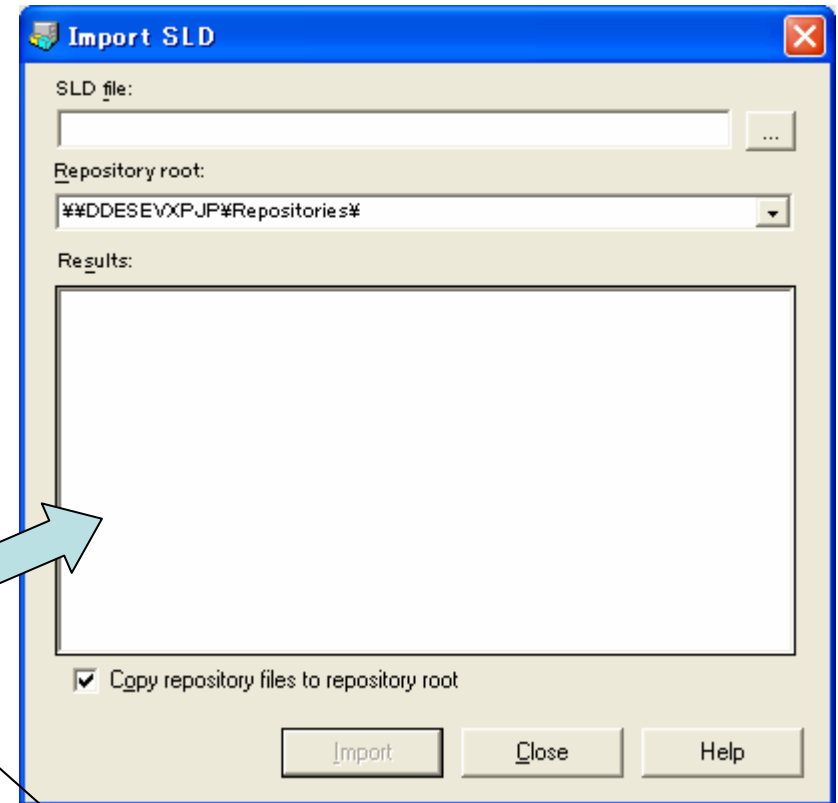 Import SLD
SLD file:
...
Repository root:
¥¥DDESEVXPJP¥Repositories¥
Results:
Copy repository files to repository root
Import Close Help